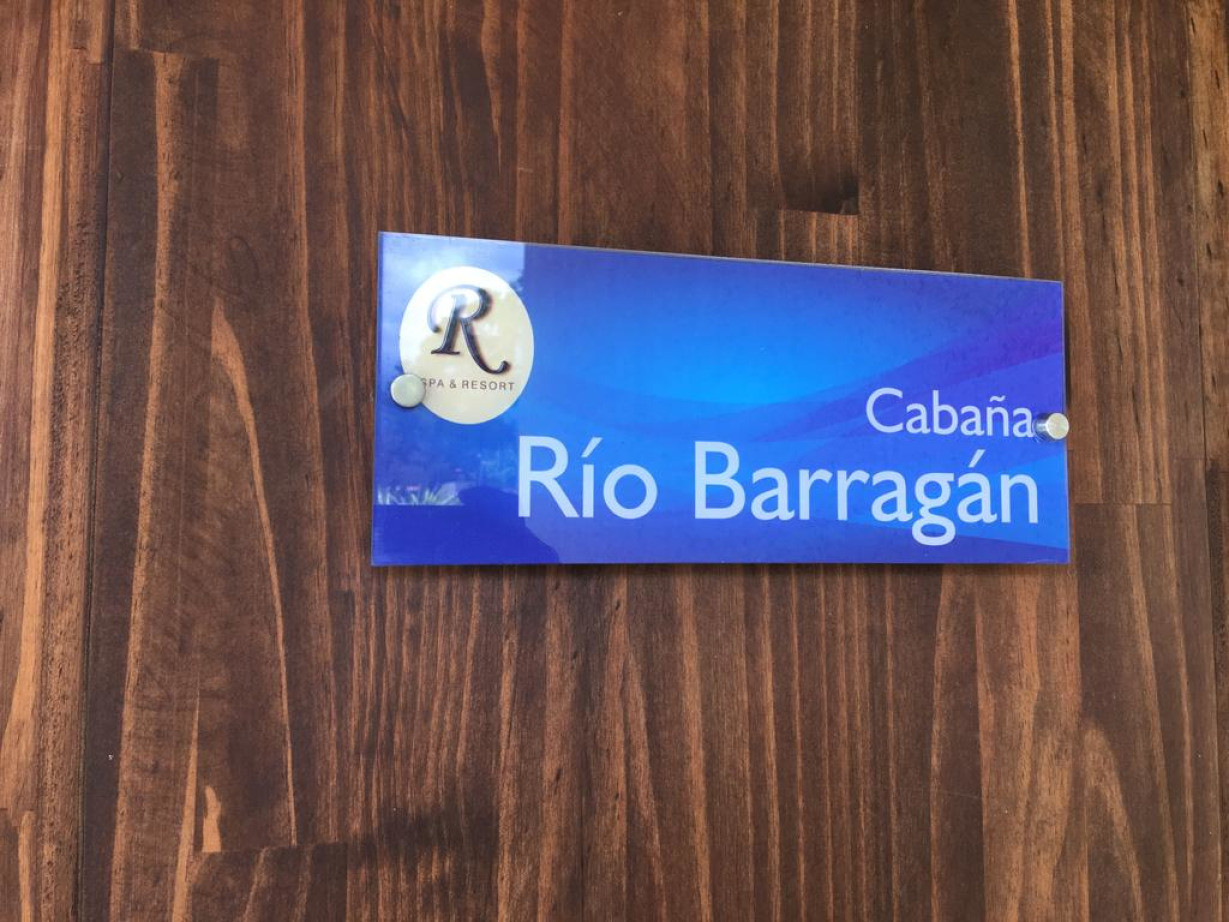 R
SPA & RESORT
Cabaña
Río Barragán